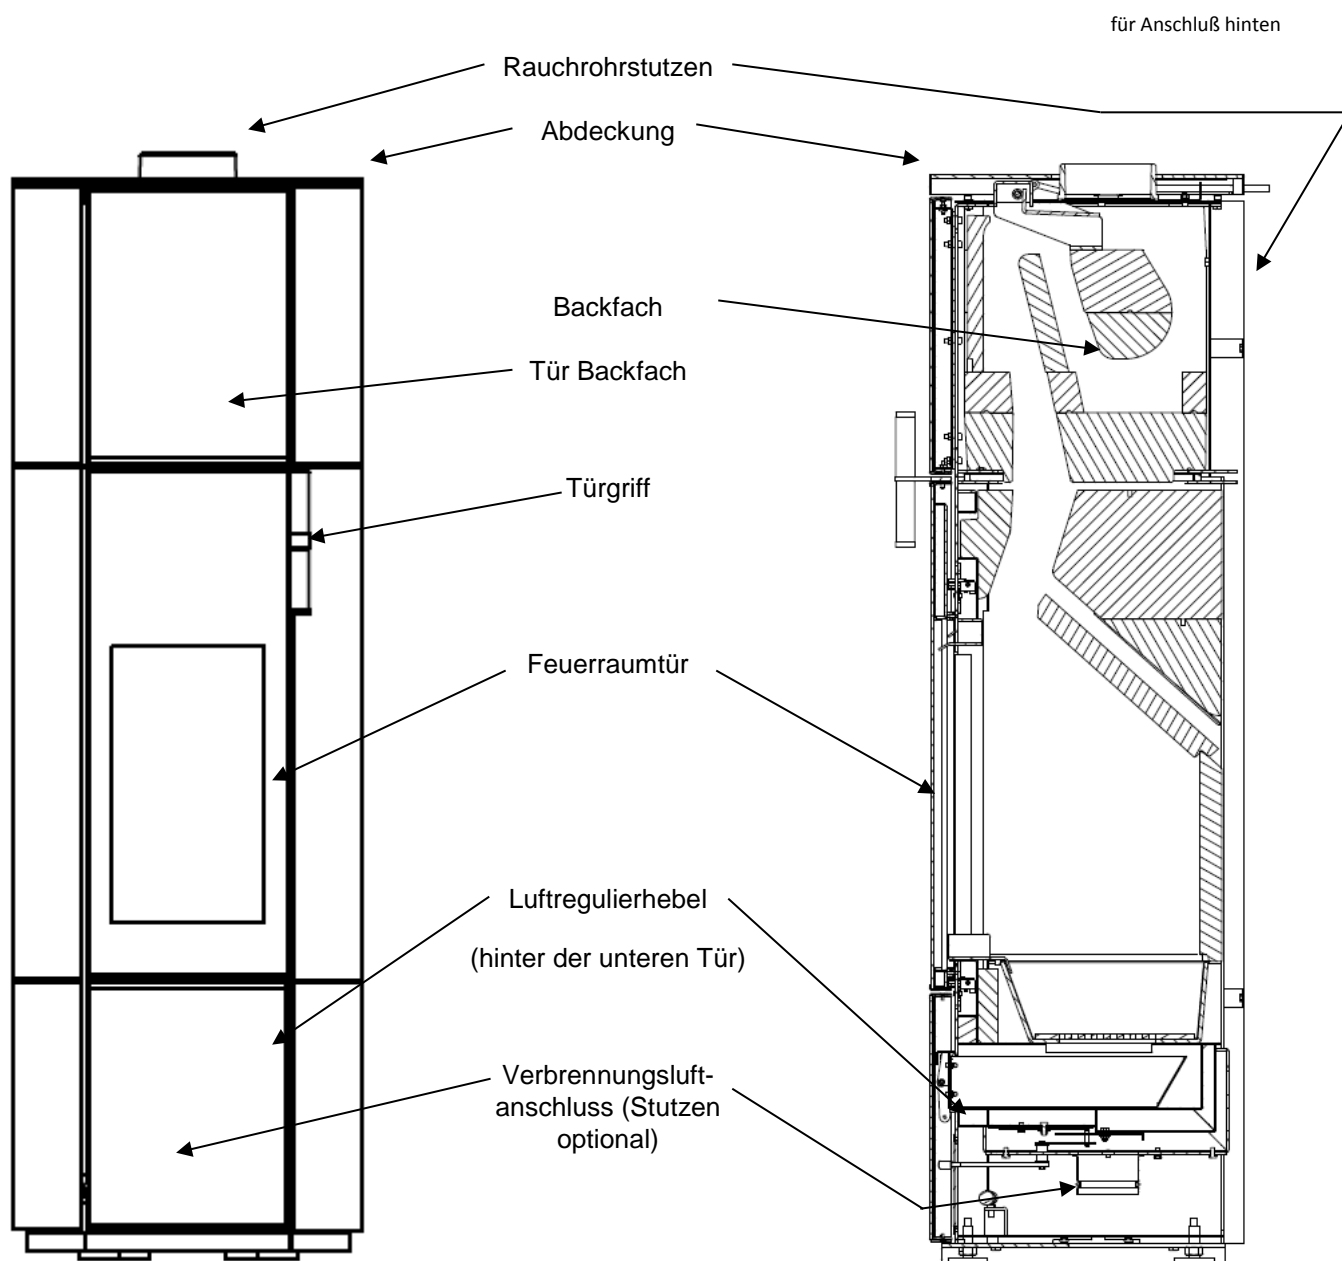 für Anschluß hinten
Rauchrohrstutzen
Abdeckung
Backfach
Tür Backfach
Türgriff
Feuerraumtür
Luftregulierhebel
(hinter der unteren Tür)
Verbrennungsluft-
anschluss (Stutzen
optional)